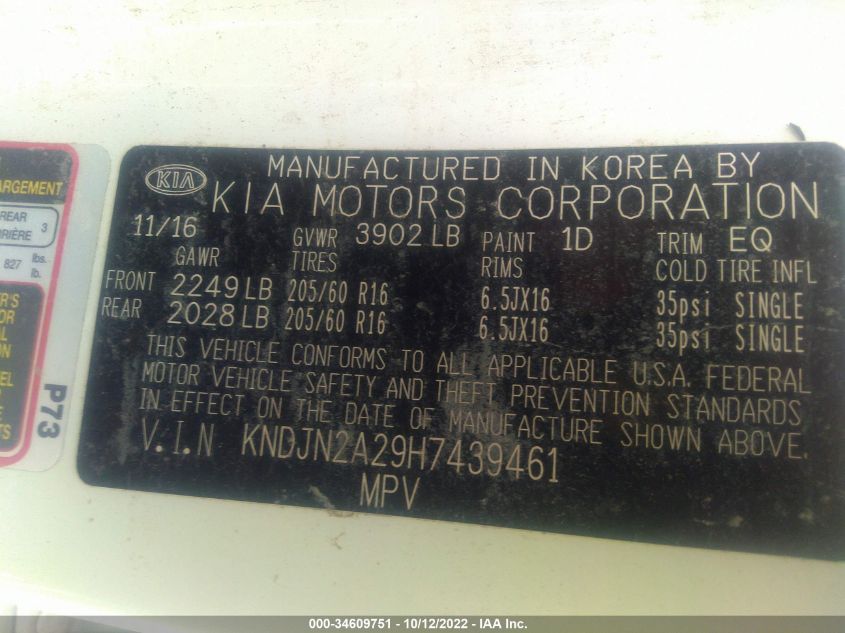 ARGEMENT
REAR 3
RRIÈRE
827 lbs.
lb.
P73
KIA
MANUFACTURED IN KOREA BY
KIA MOTORS CORPORATION
11/16 GVWR 3902 LB PAINT 1D TRIM EQ
GAWR TIRES RIMS COLD TIRE INFL
FRONT 2249 LB 205/60 R16 6.5JX16 35psi SINGLE
REAR 2028 LB 205/60 R16 6.5JX16 35psi SINGLE
THIS VEHICLE CONFORMS TO ALL APPLICABLE U.S.A. FEDERAL
MOTOR VEHICLE SAFETY AND THEFT PREVENTION STANDARDS
IN EFFECT ON THE DATE OF MANUFACTURE SHOWN ABOVE.
V.I.N KNDJN2A29H7439461
MPV
000-34609751 - 10/12/2022 - IAA Inc.